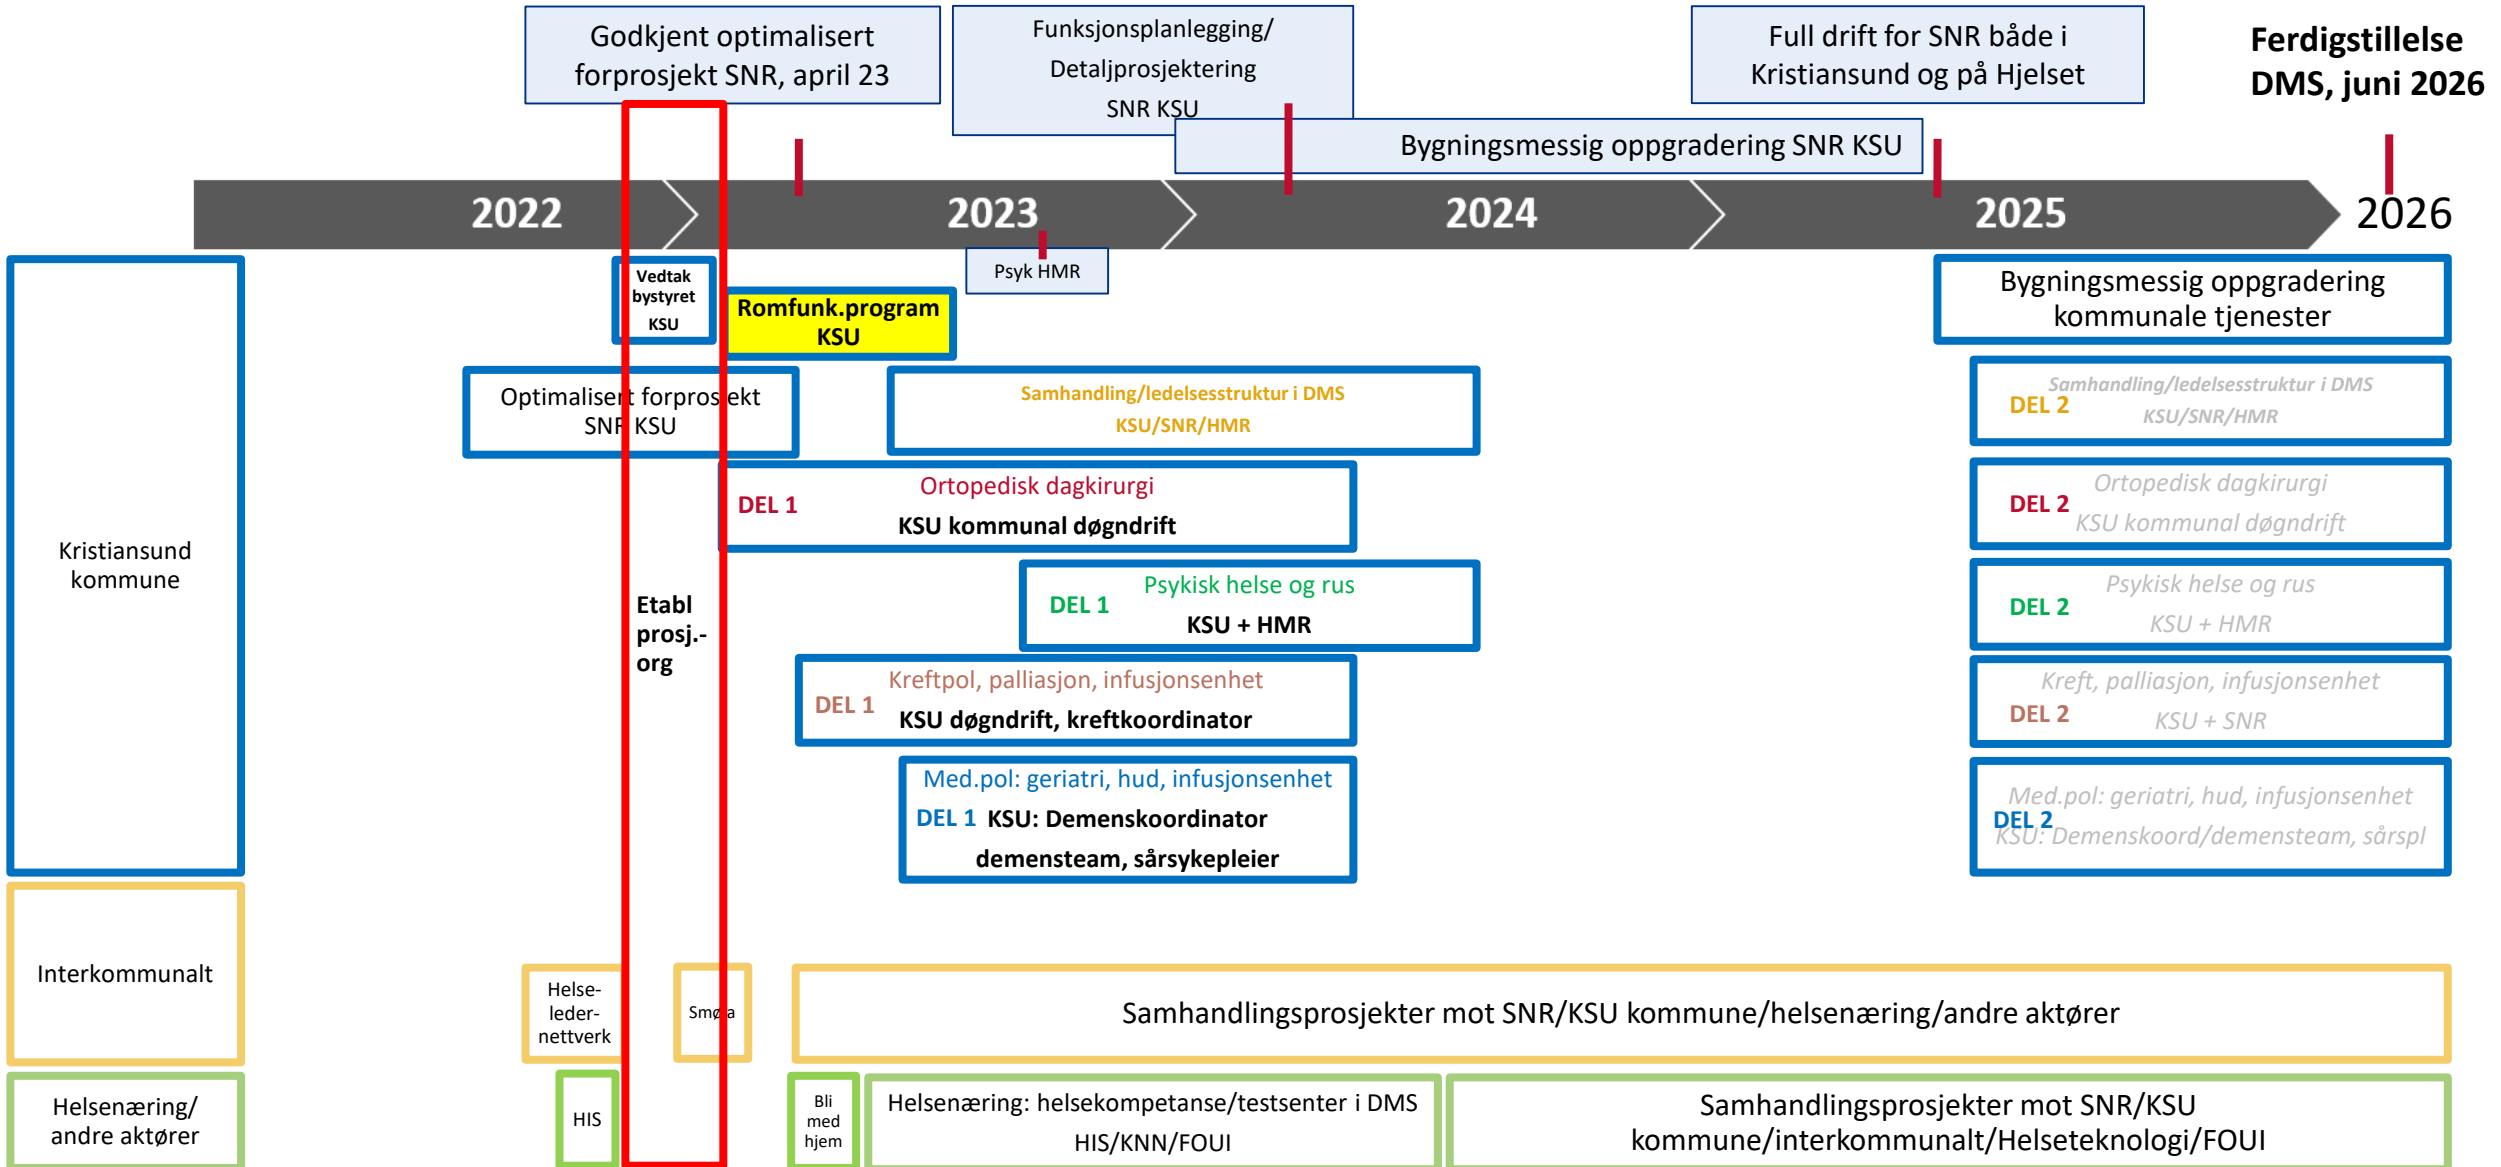 Godkjent optimalisert
forprosjekt SNR, april 23
Funksjonsplanlegging/
Detaljprosjektering
SNR KSU
Full drift for SNR både i
Kristiansund og på Hjelset
Ferdigstillelse
DMS, juni 2026
Bygningsmessig oppgradering SNR KSU
2022
2023
2024
2025
2026
Psyk HMR
Kristiansund
kommune
Vedtak
bystyret
KSU
Romfunk.program
KSU
Bygningsmessig oppgradering
kommunale tjenester
Optimalisert forprosjekt
SNR KSU
Samhandling/ledelsesstruktur i DMS
KSU/SNR/HMR
DEL 2
Samhandling/ledelsesstruktur i DMS
KSU/SNR/HMR
DEL 1
Ortopedisk dagkirurgi
KSU kommunal døgndrift
DEL 2
Ortopedisk dagkirurgi
KSU kommunal døgndrift
Etabl
prosj.-
org
DEL 1
Psykisk helse og rus
KSU + HMR
DEL 2
Psykisk helse og rus
KSU + HMR
DEL 1
Kreftpol, palliasjon, infusjonsenhet
KSU døgndrift, kreftkoordinator
DEL 2
Kreft, palliasjon, infusjonsenhet
KSU + SNR
Med.pol: geriatri, hud, infusjonsenhet
DEL 1
KSU: Demenskoordinator
demensteam, sårsykepleier
Med.pol: geriatri, hud, infusjonsenhet
DEL 2
KSU: Demenskoord/demensteam, sårspl
Interkommunalt
Helse-
leder-
nettverk
Smøla
Samhandlingsprosjekter mot SNR/KSU kommune/helsenæring/andre aktører
Helsenæring/
andre aktører
HIS
Bli
med
hjem
Helsenæring: helsekompetanse/testsenter i DMS
HIS/KNN/FOUI
Samhandlingsprosjekter mot SNR/KSU
kommune/interkommunalt/Helseteknologi/FOUI